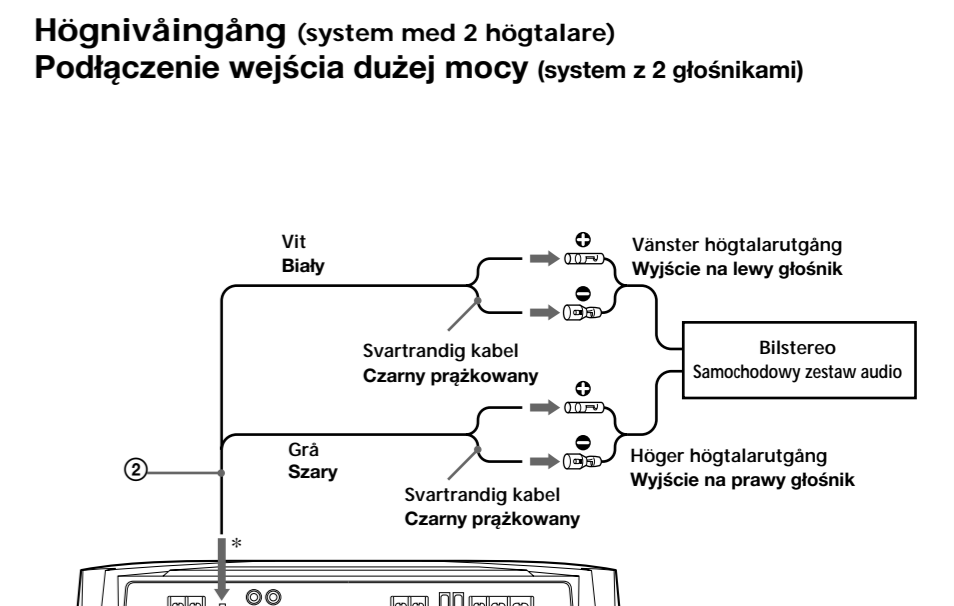 Högnivåingång (system med 2 högtalare)
Podłączenie wejścia dużej mocy (system z 2 głośnikami)
Vit
Biały
Vänster högtalarutgång
Wyjście na lewy głośnik
Svartrandig kabel
Czarny prążkowany
Bilstereo
Samochodowy zestaw audio
Grå
Szary
②
Höger högtalarutgång
Wyjście na prawy głośnik
Svartrandig kabel
Czarny prążkowany
*